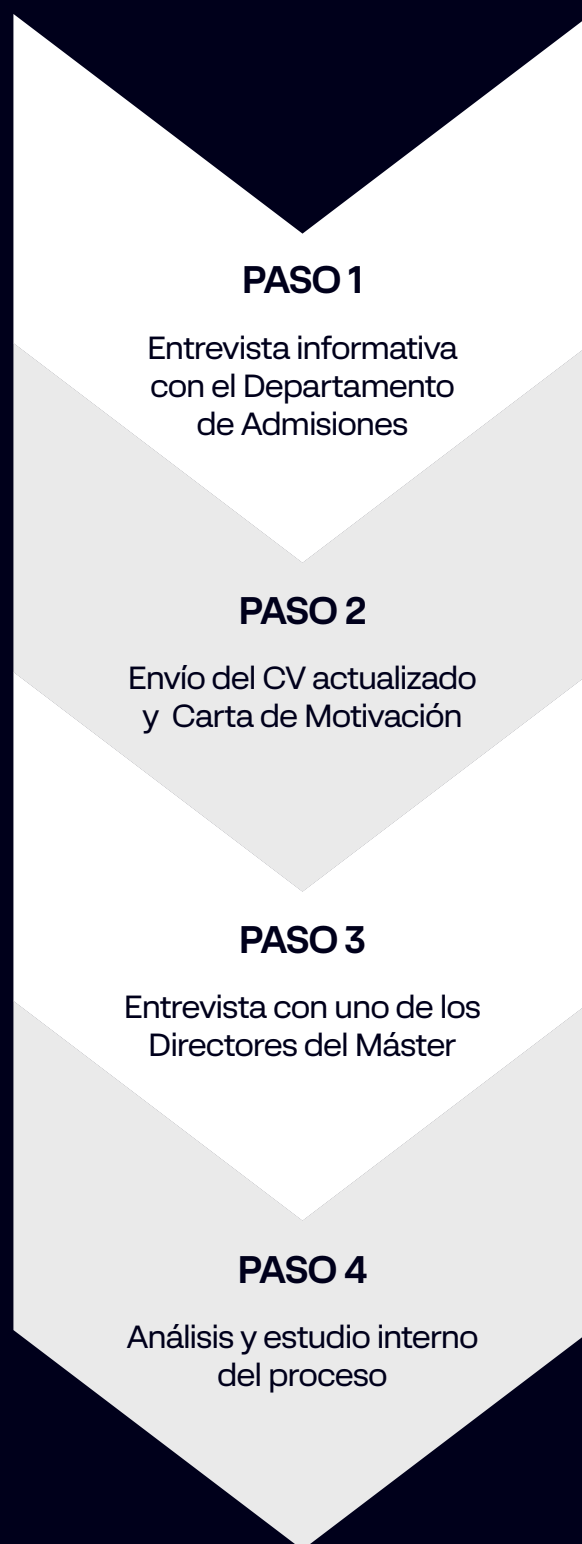 PASO 1
Entrevista informativa
con el Departamento
de Admisiones
PASO 2
Envío del CV actualizado
y  Carta de Motivación
PASO 3
Entrevista con uno de los
Directores del Máster
PASO 4
Análisis y estudio interno
del proceso